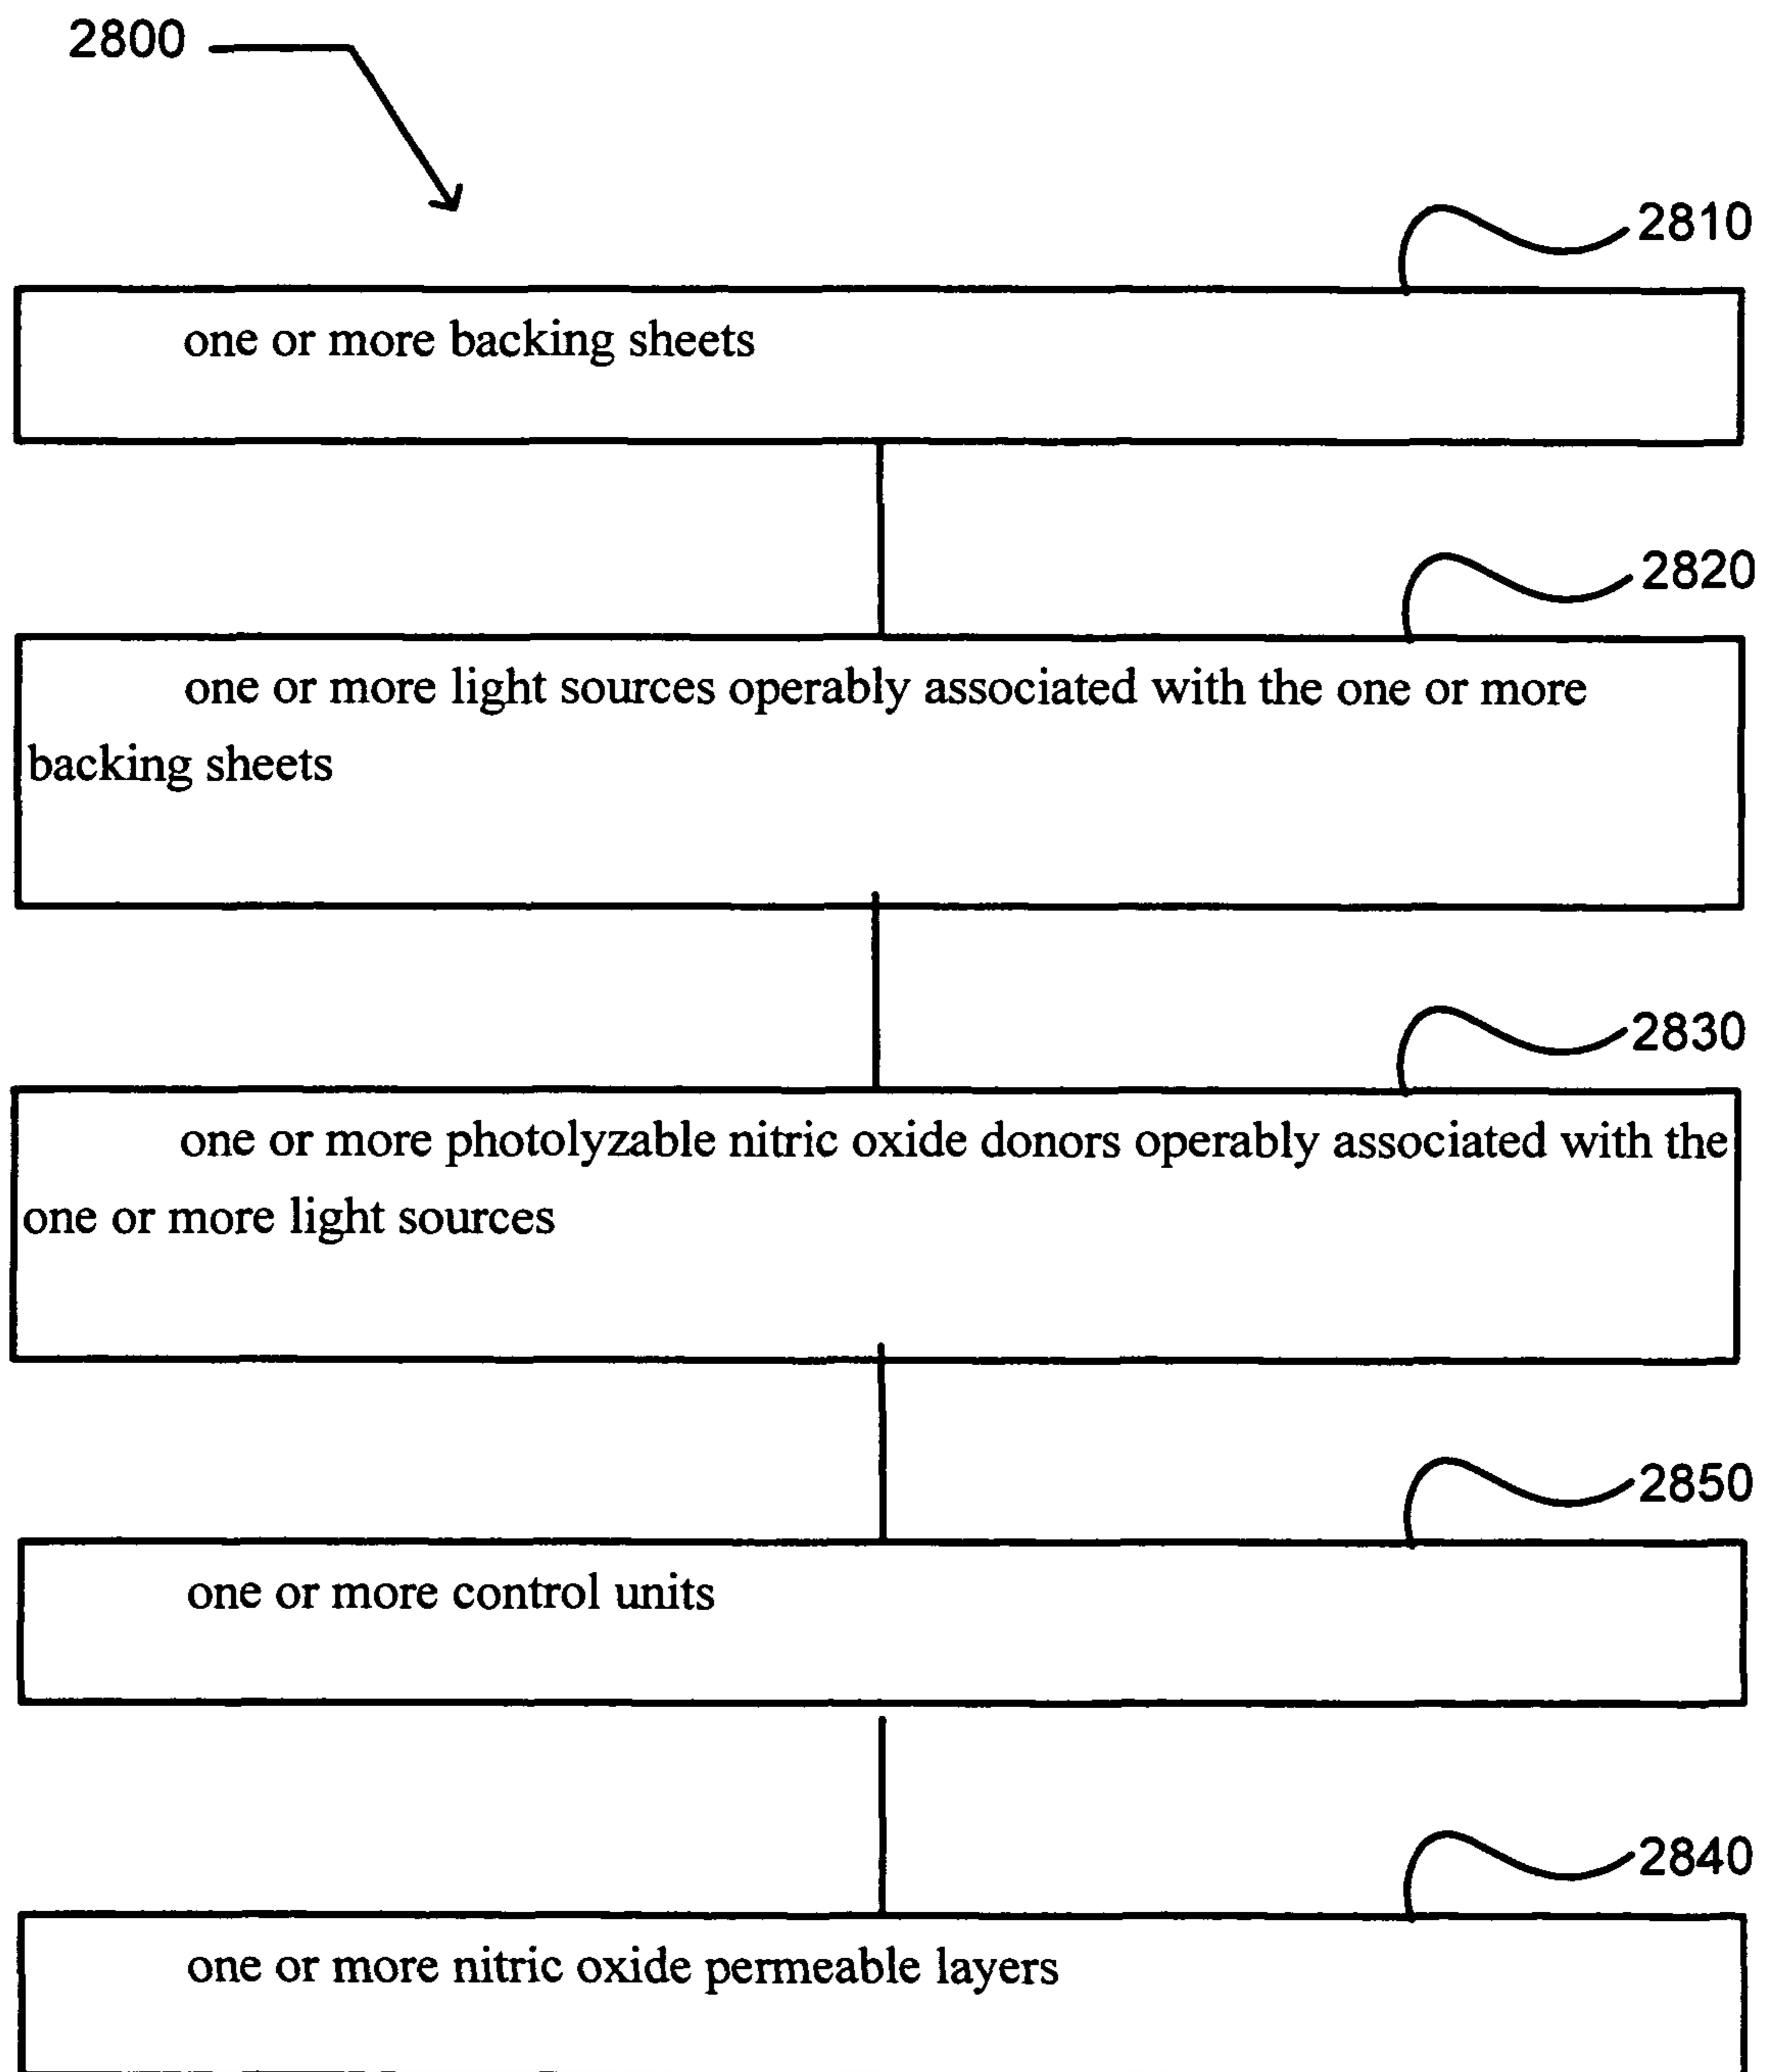 2800
2810
one or more backing sheets
2820
one or more light sources operably associated with the one or more
backing sheets
2830
one or more photolyzable nitric oxide donors operably associated with the
one or more light sources
2850
one or more control units
2840
one or more nitric oxide permeable layers